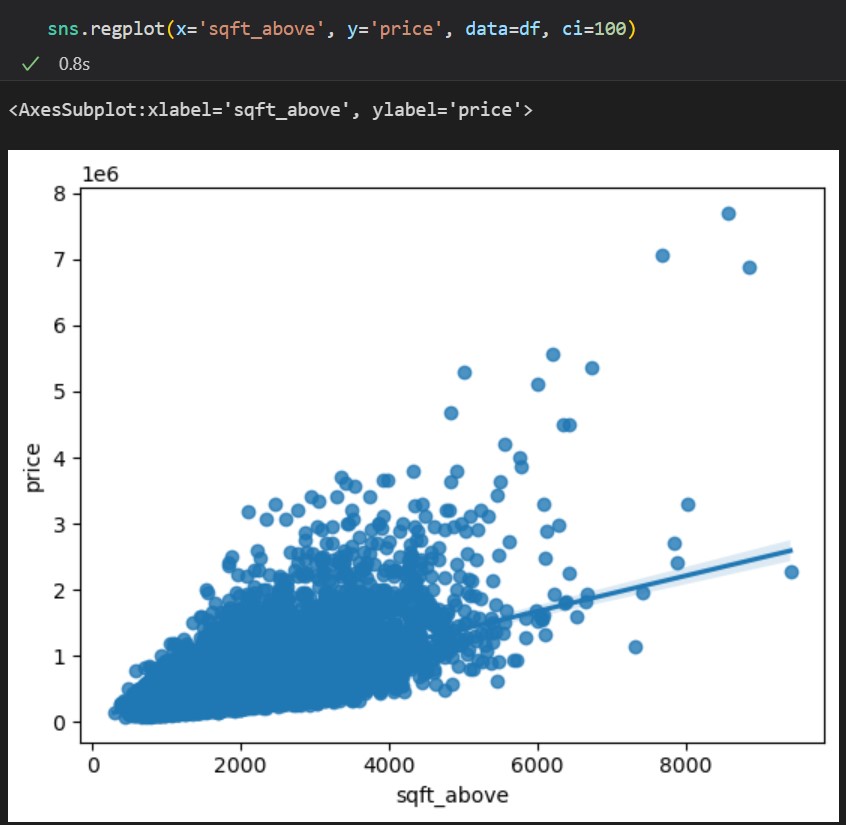 sns.regplot(x='sqft_above', y='price', data=df, ci=100)
0.8s
<AxesSubplot:xlabel='sqft_above', ylabel='price'>
1e6
8
7
6
5
4
3
2
1
0
price
0 2000 4000 6000 8000
sqft_above